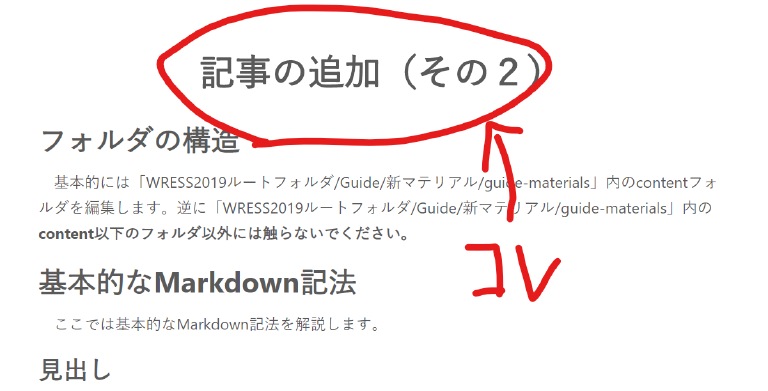 記事の追加（その２）
フォルダの構造
基本的には「WRESS2019ルートフォルダ/Guide/新マテリアル/guide-materials」内のcontentフォ
ルダを編集します。逆に「WRESS2019ルートフォルダ/Guide/新マテリアル/guide-materials」内の
content以下のフォルダ以外には触らないでください。
コレ
基本的なMarkdown記法
ここでは基本的なMarkdown記法を解説します。
見出し